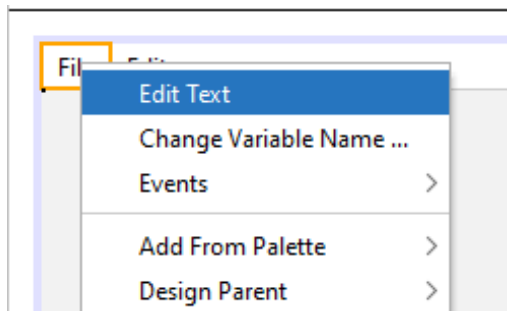 Edit Text
Change Variable Name ...
Events
Add From Palette
Design Parent